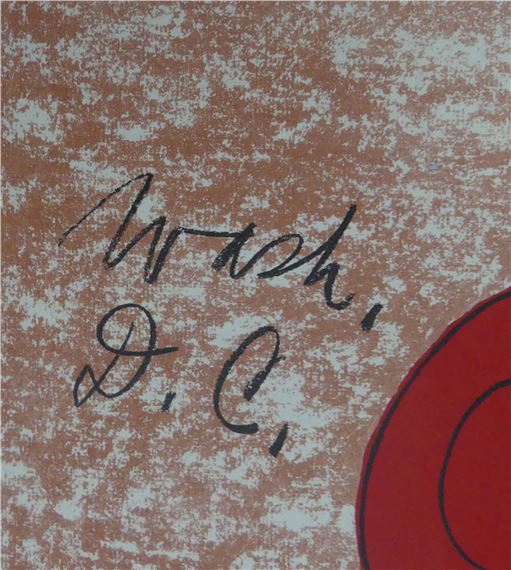 Wash,
D. C,